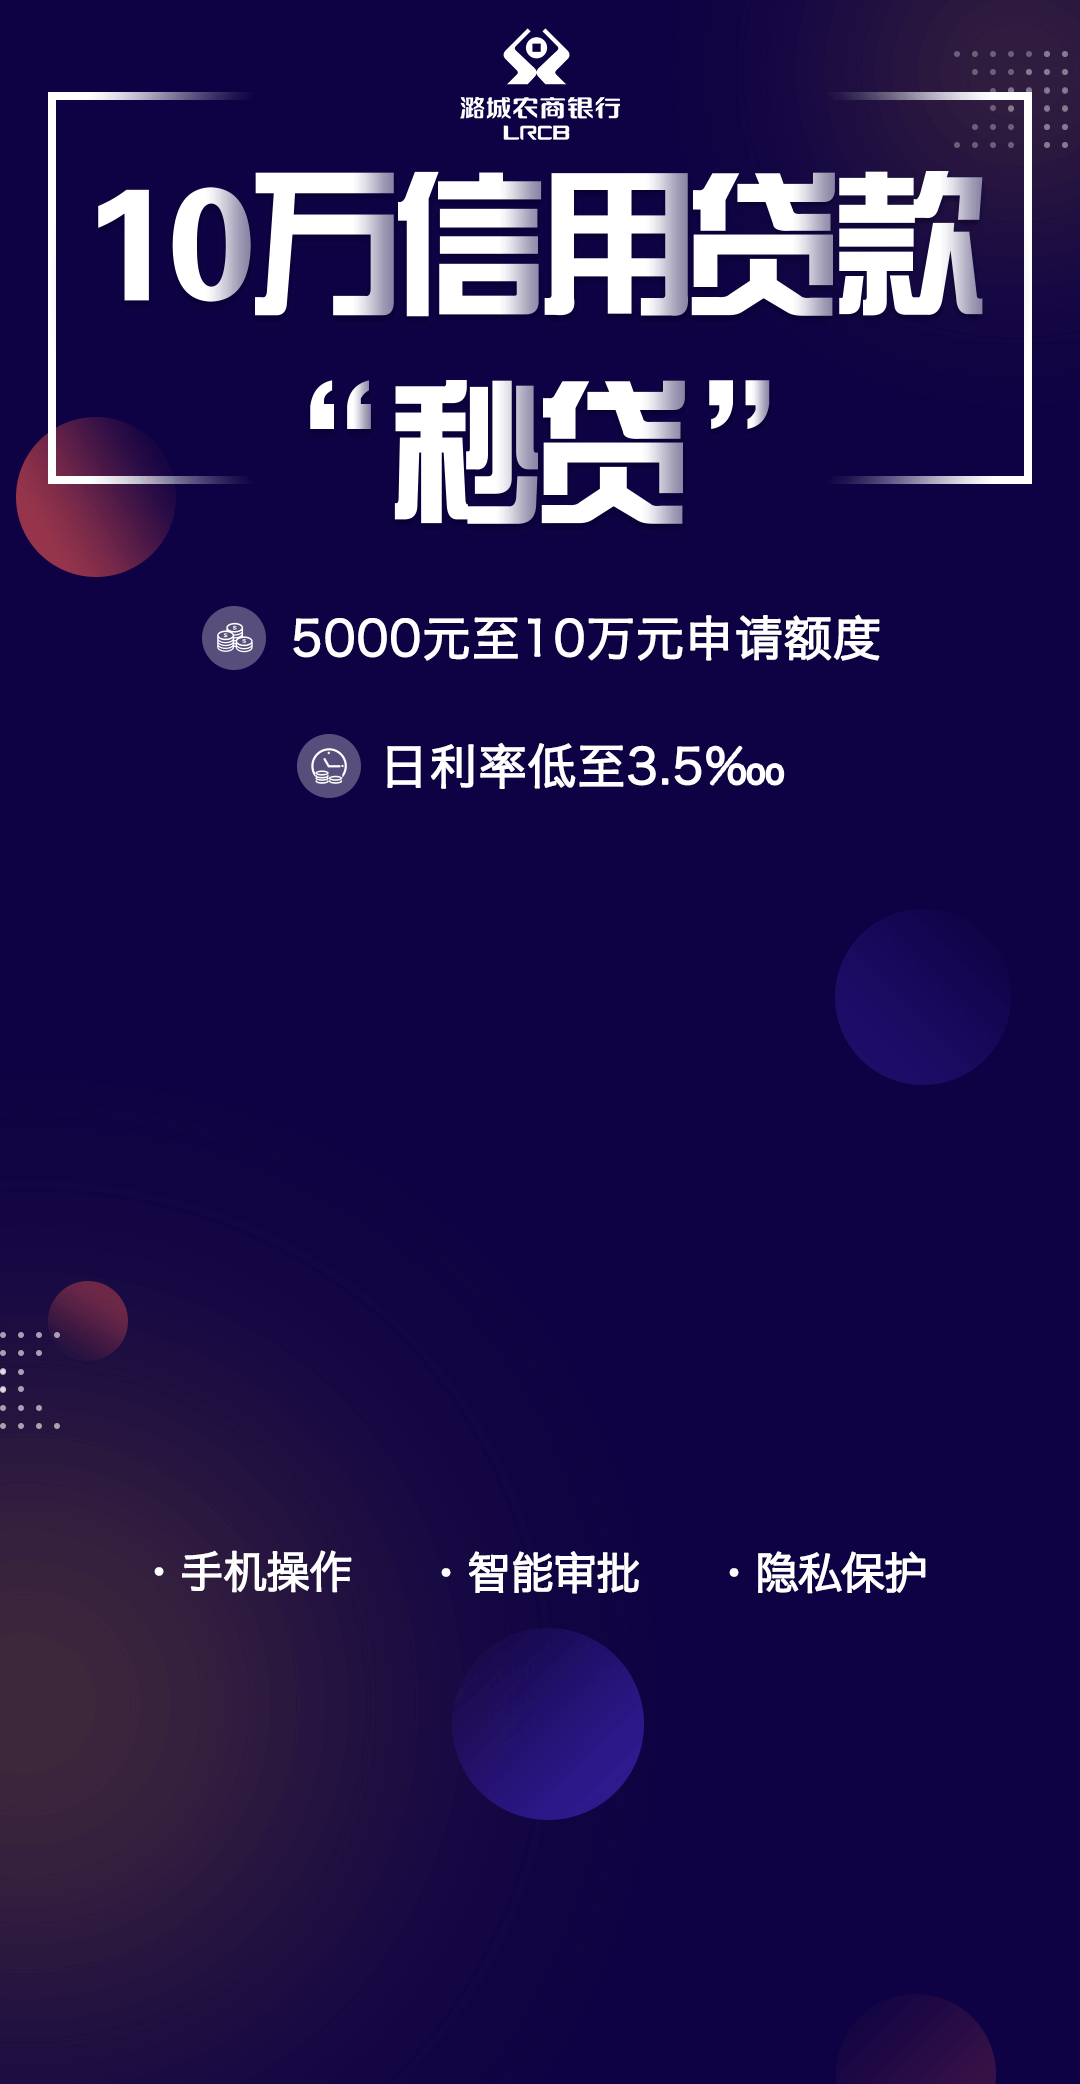 潞城农商银行
LRCB
10万信用贷款
“秒贷”
5000元至10万元申请额度
日利率低至3.5‱
· 手机操作 · 智能审批 · 隐私保护